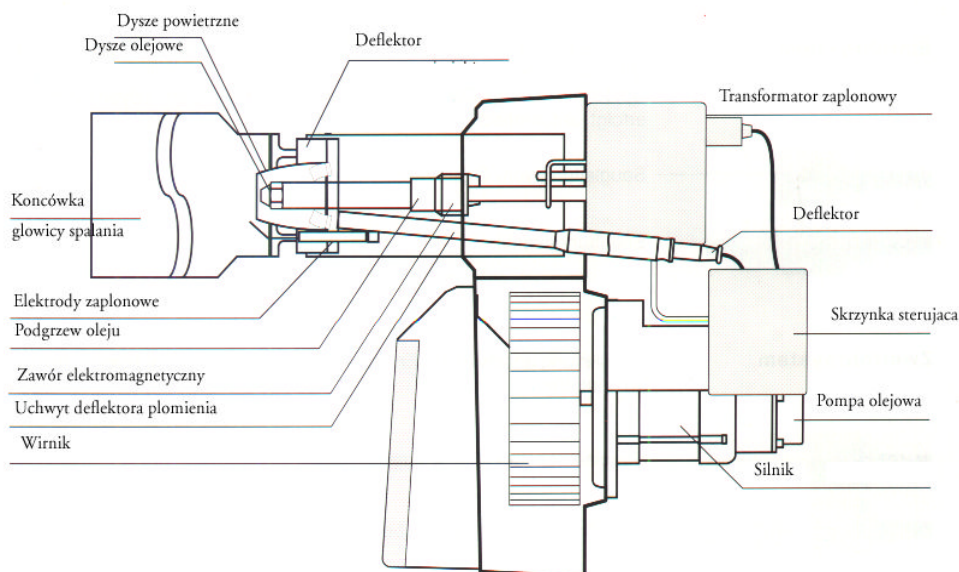 Dysze powietrzne
Dysze olejowe
Deflektor
Transformator zaplonowy
Koncówka
glowicy spalania
Deflektor
Elektrody zaplonowe
Podgrzew oleju
Skrzynka sterujaca
Zawór elektromagnetyczny
Uchwyt deflektora plomienia
Pompa olejowa
Wirnik
Silnik